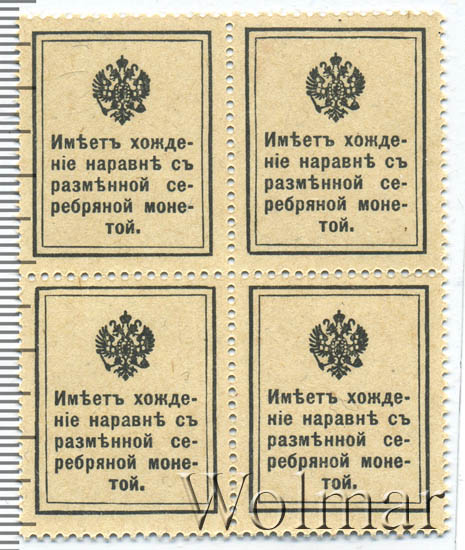 Имѣетъ хожде-
ніе наравнѣ съ
размѣнной се-
ребряной моне-
той.
Имѣетъ хожде-
ніе наравнѣ съ
размѣнной се-
ребряной моне-
той.
Имѣетъ хожде-
ніе наравнѣ съ
размѣнной се-
ребряной моне-
той.
Имѣетъ хожде-
ніе наравнѣ съ
размѣнной се-
ребряной моне-
той.
Wolmar